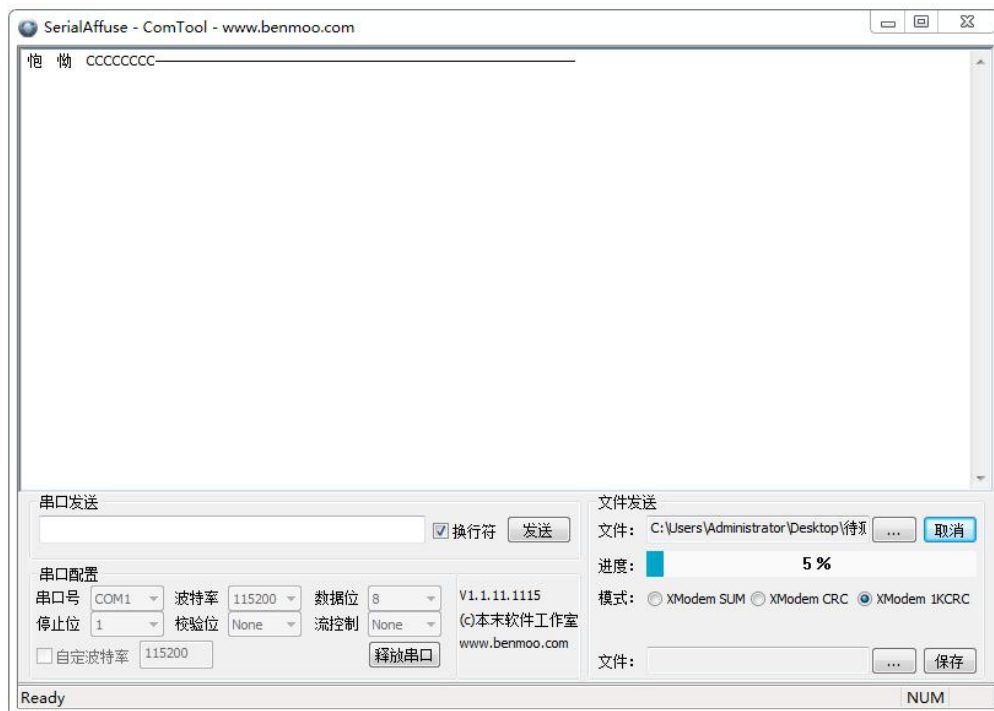 SerialAffuse - ComTool - www.benmoo.com
怉 怮 CCCCCCCC
串口发送
换行符 发送
串口配置
串口号 COM1 波特率 115200 数据位 8
停止位 1 校验位 None 流控制 None
自定波特率 115200 释放串口
V1.1.11.1115
(c)本末软件工作室
www.benmoo.com
文件发送
文件: C:\Users\Administrator\Desktop\待 ... 取消
进度: 5 %
模式: XModem SUM XModem CRC XModem 1KCRC
文件: ... 保存
Ready NUM